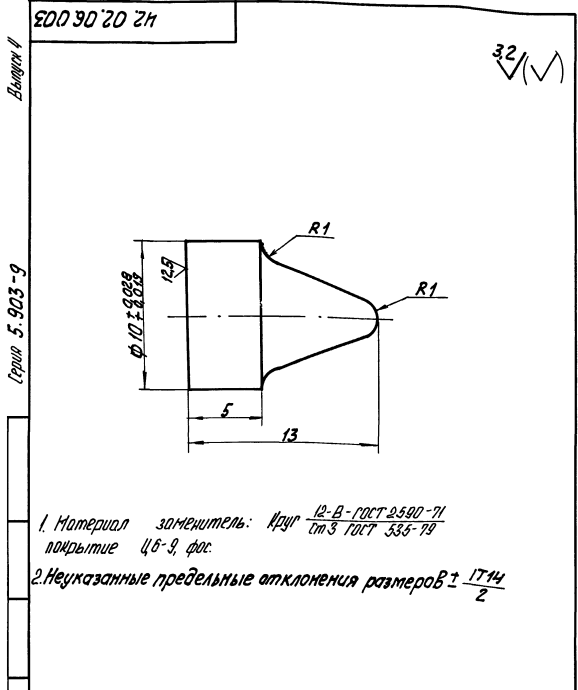 42.02.06.003
Выпуск 4
Серия 5.903-9
3,2 (√)
R1
R1
12,5
ф10 +0,028 +0,019
5
13
1. Материал заменитель: Круг 12-В-ГОСТ 2590-71 / Ст3 ГОСТ 535-79
покрытие Ц6-9, фос.
2. Неуказанные предельные отклонения размеров ± IT14/2